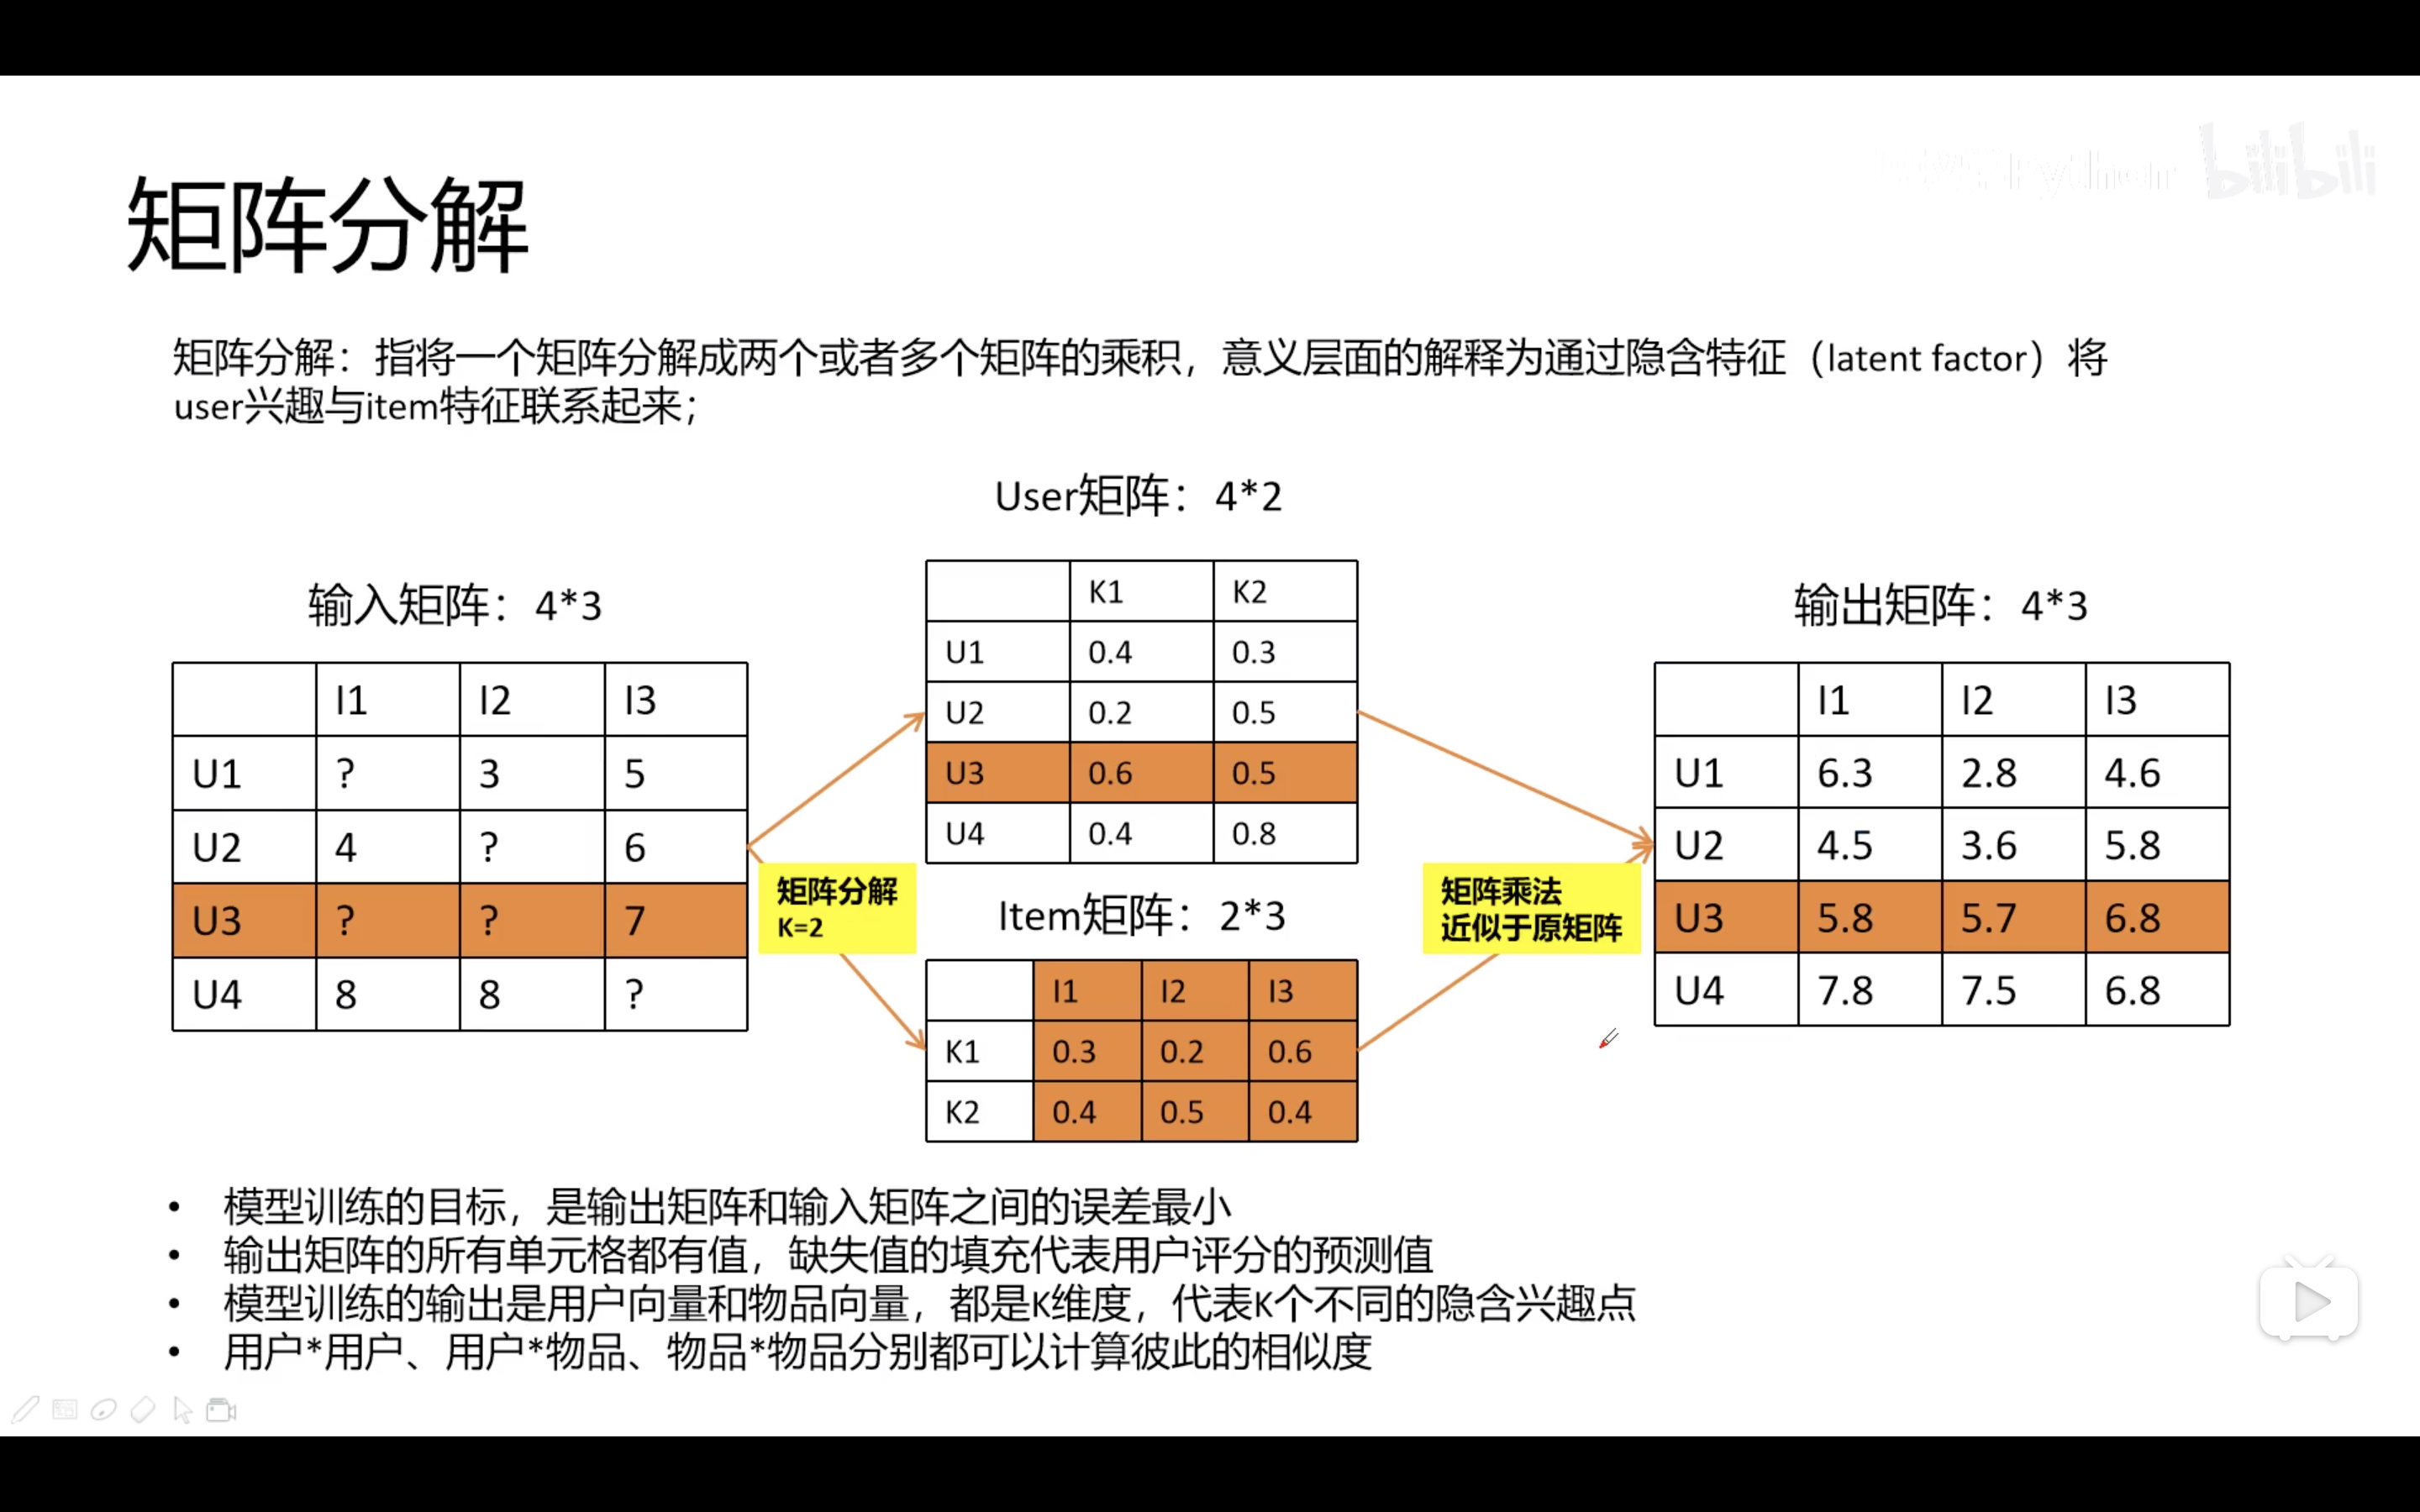 bilibili
矩阵分解
矩阵分解：指将一个矩阵分解成两个或者多个矩阵的乘积，意义层面的解释为通过隐含特征（latent factor）将
user兴趣与item特征联系起来；
User矩阵：4*2
K1 K2
U1 0.4 0.3
U2 0.2 0.5
U3 0.6 0.5
U4 0.4 0.8
输入矩阵：4*3
I1 I2 I3
U1 ? 3 5
U2 4 ? 6
U3 ? ? 7
U4 8 8 ?
矩阵分解
K=2
Item矩阵：2*3
I1 I2 I3
K1 0.3 0.2 0.6
K2 0.4 0.5 0.4
矩阵乘法
近似于原矩阵
输出矩阵：4*3
I1 I2 I3
U1 6.3 2.8 4.6
U2 4.5 3.6 5.8
U3 5.8 5.7 6.8
U4 7.8 7.5 6.8
• 模型训练的目标，是输出矩阵和输入矩阵之间的误差最小
• 输出矩阵的所有单元格都有值，缺失值的填充代表用户评分的预测值
• 模型训练的输出是用户向量和物品向量，都是K维度，代表K个不同的隐含兴趣点
• 用户*用户、用户*物品、物品*物品分别都可以计算彼此的相似度